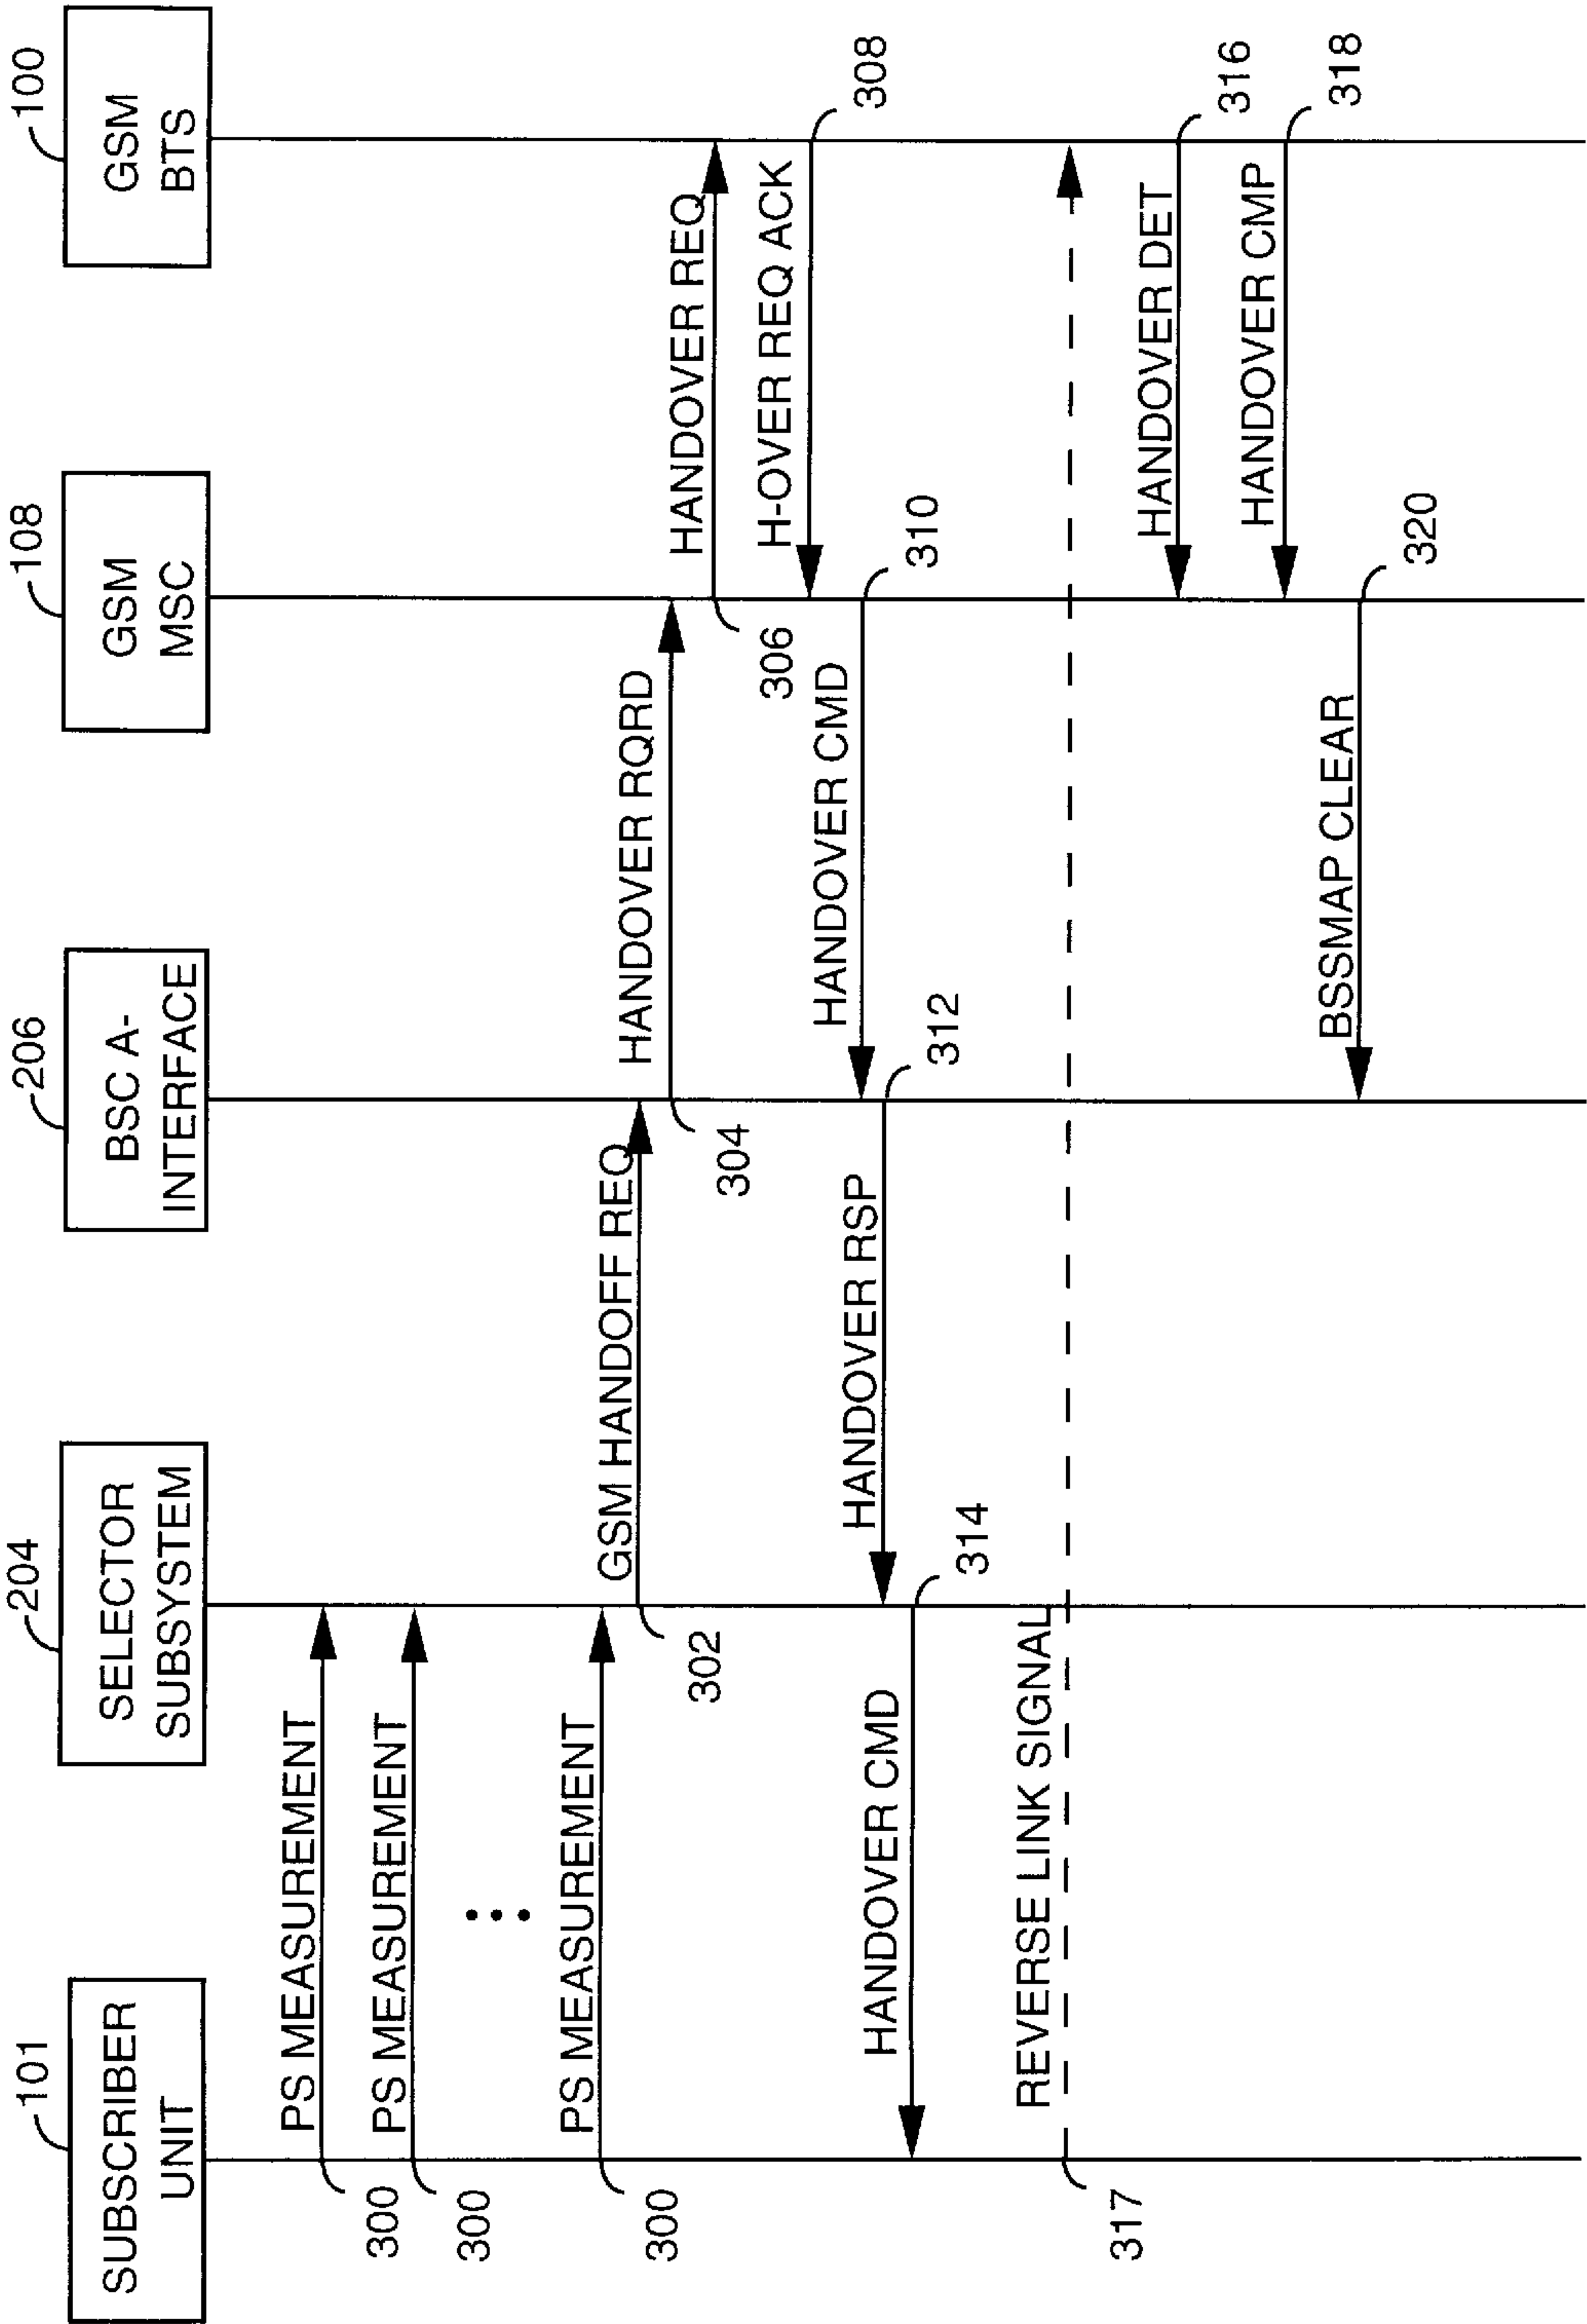 101
SUBSCRIBER
UNIT
204
SELECTOR
SUBSYSTEM
206
BSC A-
INTERFACE
108
GSM
MSC
100
GSM
BTS
PS MEASUREMENT
300
PS MEASUREMENT
300
PS MEASUREMENT
300
GSM HANDOFF REQ
302
HANDOVER RQRD
304
HANDOVER REQ
306
H-OVER REQ ACK
308
HANDOVER CMD
310
HANDOVER RSP
312
HANDOVER CMD
314
REVERSE LINK SIGNAL
317
HANDOVER DET
316
HANDOVER CMP
318
BSSMAP CLEAR
320